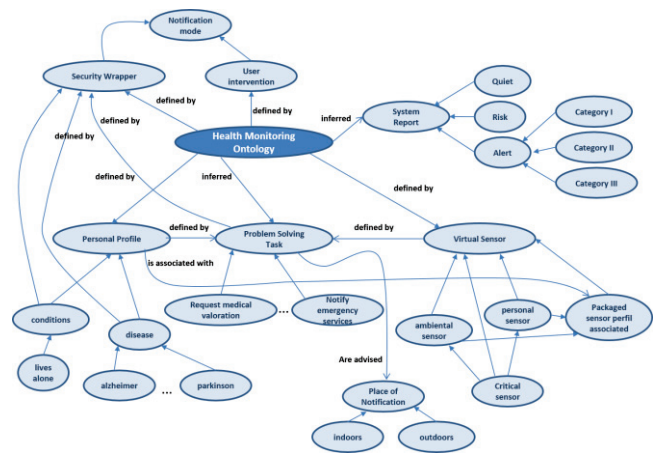 Notification
mode
Security Wrapper
User
intervention
Quiet
System
Report
Risk
Category I
Alert
Category II
Category III
defined by
defined by
inferred
defined by
defined by
Health Monitoring
Ontology
defined by
inferred
defined by
Personal Profile
defined by
Problem Solving
Task
defined by
Virtual Sensor
is associated with
Request medical
valoration
...
Notify
emergency
services
conditions
disease
ambiental
sensor
personal
sensor
Packaged
sensor perfil
associated
lives
alone
alzheimer
...
parkinson
Are advised
Place of
Notification
Critical
sensor
indoors
outdoors